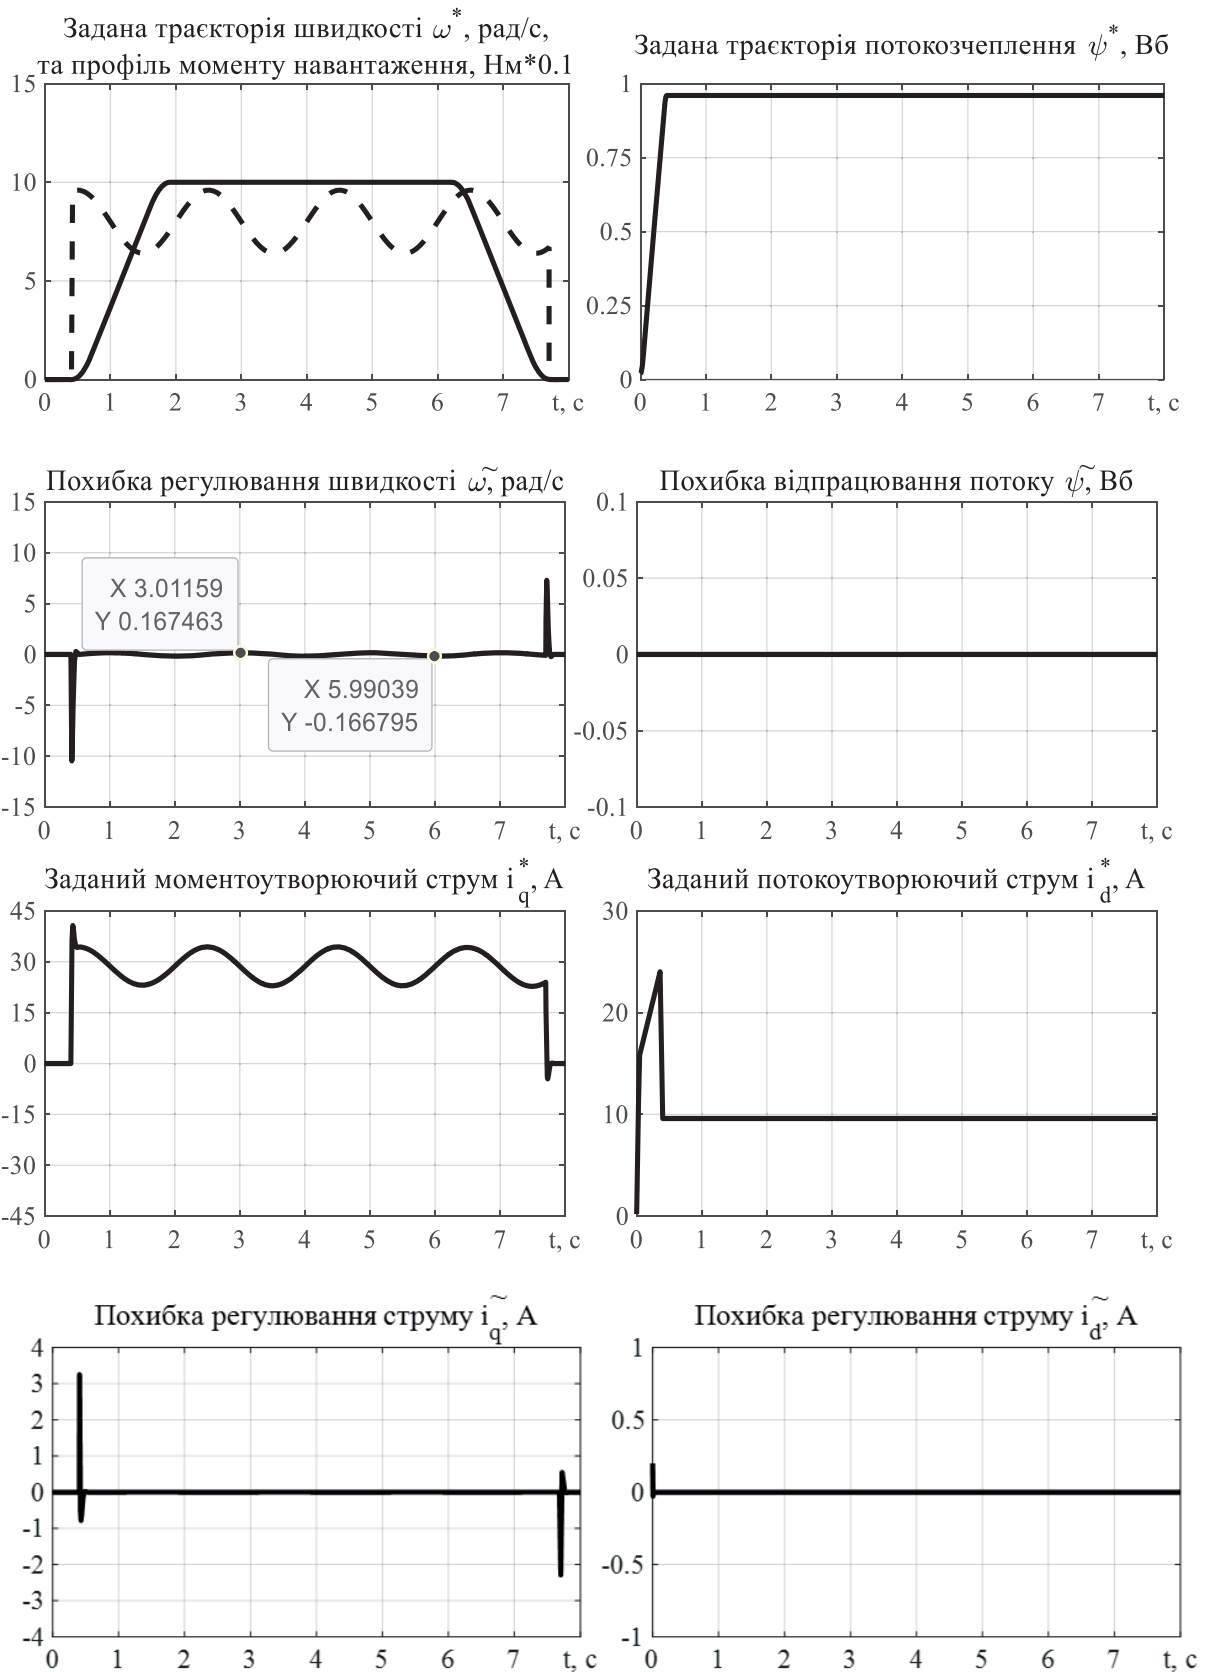 Задана траєкторія швидкості ω*, рад/с,
та профіль моменту навантаження, Нм*0.1
15
10
5
0
0 1 2 3 4 5 6 7 t, с
Задана траєкторія потокозчеплення ψ*, Вб
1
0.75
0.5
0.25
0
0 1 2 3 4 5 6 7 t, с
Похибка регулювання швидкості ω̃, рад/с
15
10
5
0
-5
-10
-15
X 3.01159
Y 0.167463
X 5.99039
Y -0.166795
0 1 2 3 4 5 6 7 t, с
Похибка відпрацювання потоку ψ̃, Вб
0.1
0.05
0
-0.05
-0.1
0 1 2 3 4 5 6 7 t, с
Заданий моментоутворюючий струм i*q, А
45
30
15
0
-15
-30
-45
0 1 2 3 4 5 6 7 t, с
Заданий потокоутворюючий струм i*d, А
30
20
10
0
0 1 2 3 4 5 6 7 t, с
Похибка регулювання струму ĩq, А
4
3
2
1
0
-1
-2
-3
-4
0 1 2 3 4 5 6 7 t, с
Похибка регулювання струму ĩd, А
1
0.5
0
-0.5
-1
0 1 2 3 4 5 6 7 t, с